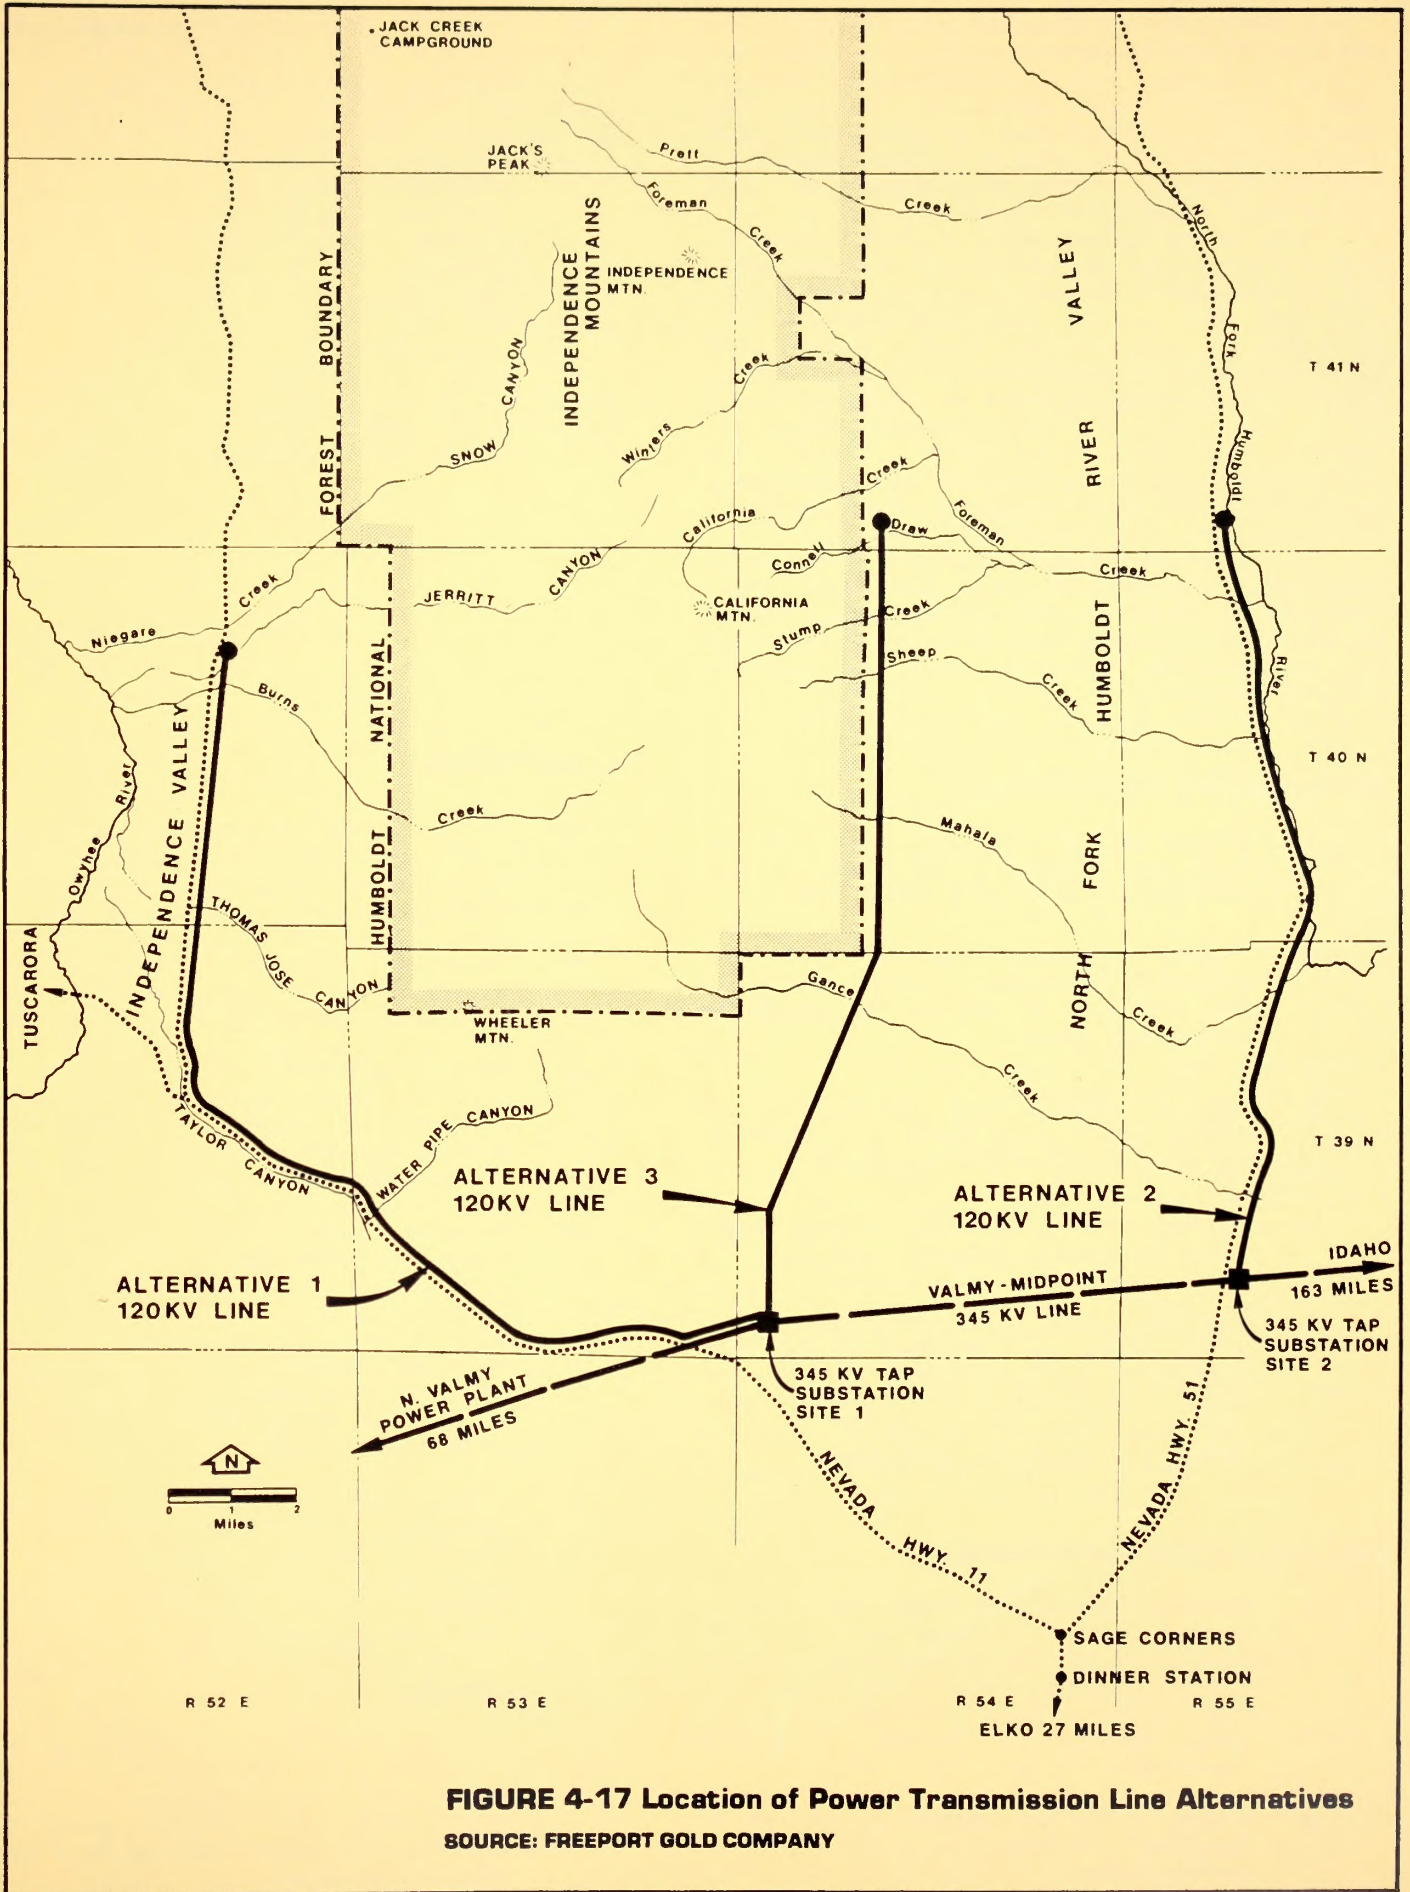 JACK CREEK
CAMPGROUND
JACK'S
PEAK
Prett
Creek
Foreman
Creek
North
Fork
Humboldt
River
INDEPENDENCE
MOUNTAINS
INDEPENDENCE
MTN.
VALLEY
RIVER
HUMBOLDT
FORK
NORTH
BOUNDARY
FOREST
NATIONAL
HUMBOLDT
SNOW
CANYON
Winters
Creek
T 41 N
California
Creek
Foreman
Creek
Draw
Connell
JERRITT
CANYON
CALIFORNIA
MTN.
Stump
Creek
Sheep
Creek
Niegare
Creek
Burns
Creek
T 40 N
Mahala
Creek
INDEPENDENCE VALLEY
Owyhee
River
THOMAS JOSE
CANYON
TUSCARORA
Gance
Creek
WHEELER
MTN.
TAYLOR
CANYON
WATER PIPE CANYON
T 39 N
ALTERNATIVE 3
120KV LINE
ALTERNATIVE 2
120KV LINE
ALTERNATIVE 1
120KV LINE
IDAHO
163 MILES
VALMY-MIDPOINT
345 KV LINE
345 KV TAP
SUBSTATION
SITE 2
345 KV TAP
SUBSTATION
SITE 1
N. VALMY
POWER PLANT
68 MILES
N
0 1 2
Miles
NEVADA
HWY. 11
NEVADA HWY. 51
SAGE CORNERS
DINNER STATION
R 52 E
R 53 E
R 54 E
R 55 E
ELKO 27 MILES
FIGURE 4-17 Location of Power Transmission Line Alternatives
SOURCE: FREEPORT GOLD COMPANY